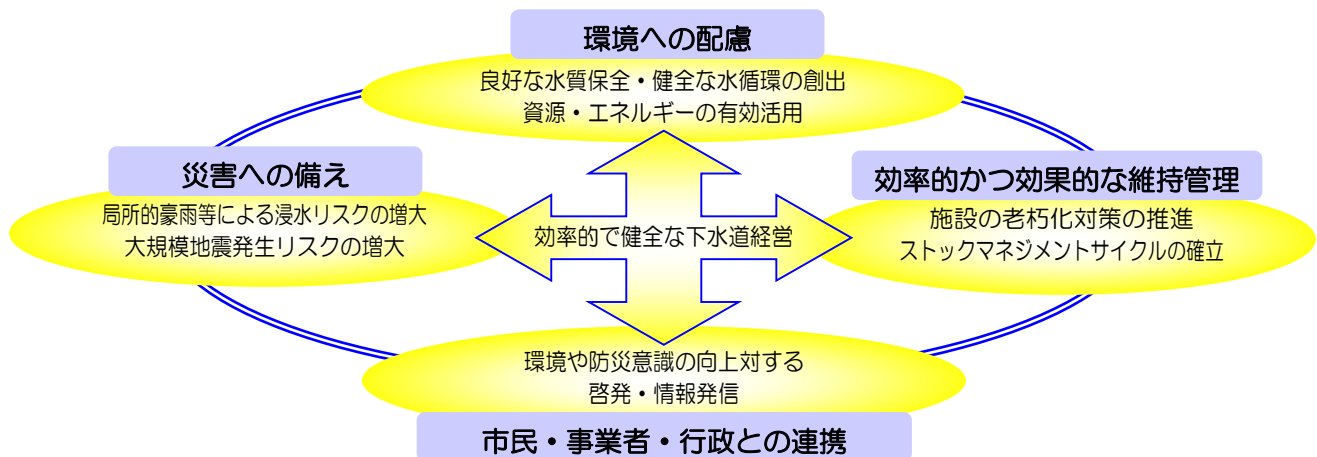 環境への配慮
良好な水質保全・健全な水循環の創出
資源・エネルギーの有効活用
災害への備え
局所的豪雨等による浸水リスクの増大
大規模地震発生リスクの増大
効率的で健全な下水道経営
効率的かつ効果的な維持管理
施設の老朽化対策の推進
ストックマネジメントサイクルの確立
環境や防災意識の向上対する
啓発・情報発信
市民・事業者・行政との連携